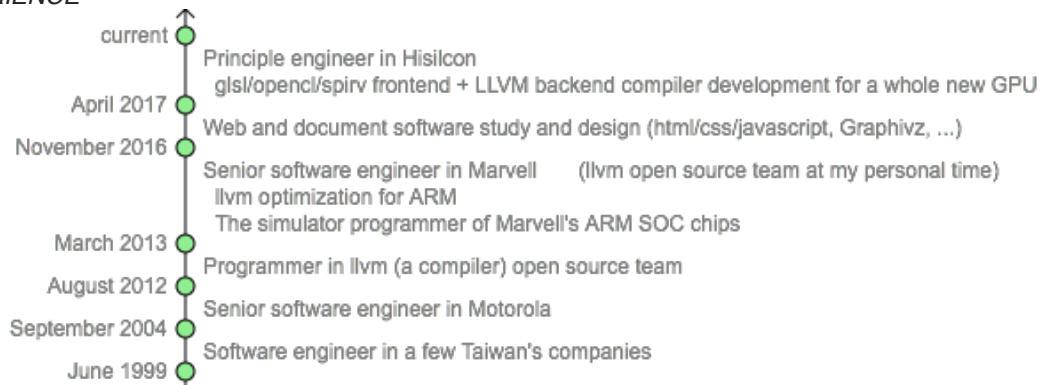 current
Principle engineer in Hisilcon
glsl/opencl/spirv frontend + LLVM backend compiler development for a whole new GPU
April 2017
Web and document software study and design (html/css/javascript, Graphivz, ...)
November 2016
Senior software engineer in Marvell (llvm open source team at my personal time)
llvm optimization for ARM
The simulator programmer of Marvell's ARM SOC chips
March 2013
Programmer in llvm (a compiler) open source team
August 2012
Senior software engineer in Motorola
September 2004
Software engineer in a few Taiwan's companies
June 1999